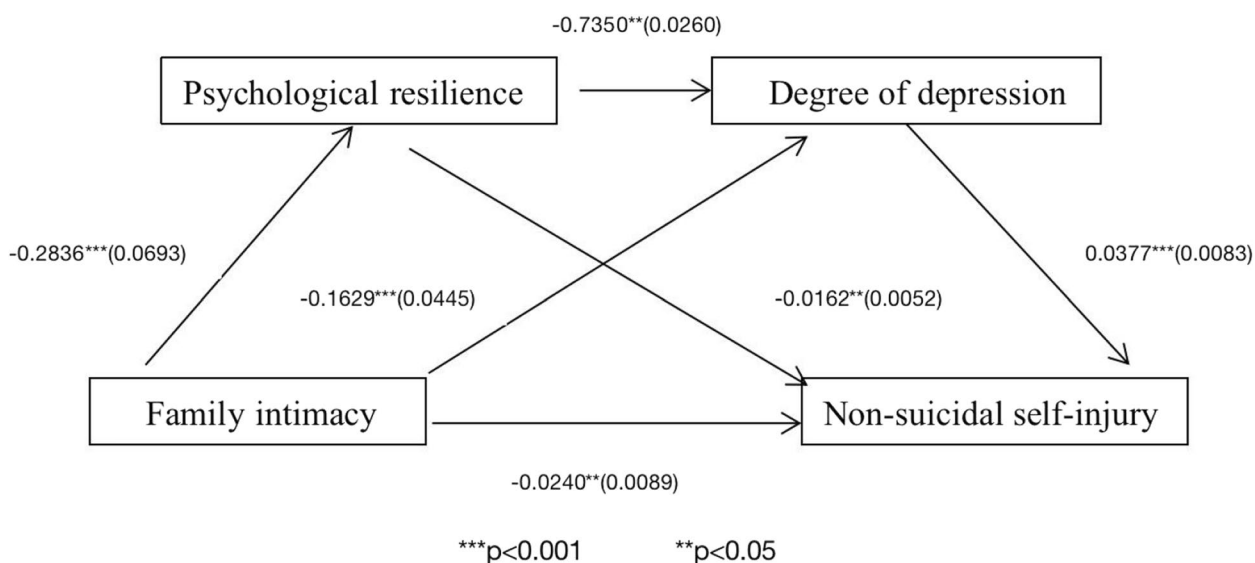 -0.7350**(0.0260)
Psychological resilience
Degree of depression
-0.2836***(0.0693)
0.0377***(0.0083)
-0.1629***(0.0445)
-0.0162**(0.0052)
Family intimacy
Non-suicidal self-injury
-0.0240**(0.0089)
***p<0.001 **p<0.05